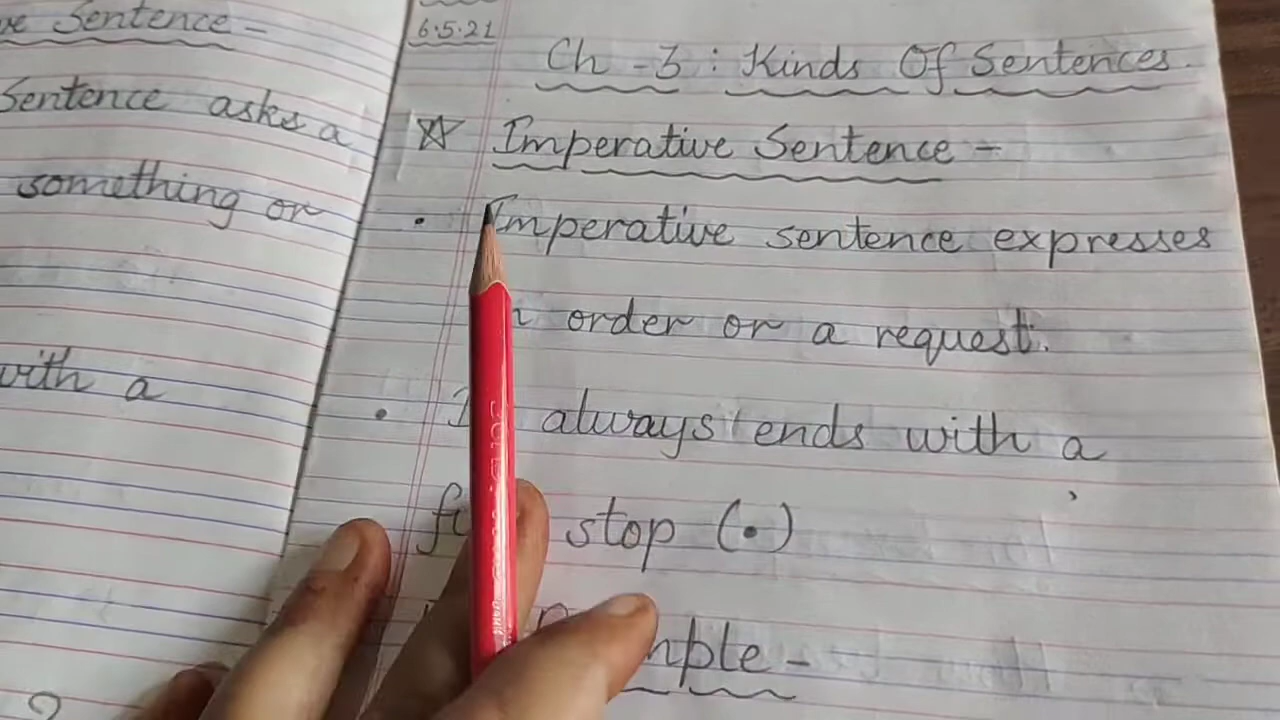 ve Sentence -
Sentence asks a
something or
with a
?
6.5.21
Ch - 3 : Kinds Of Sentences.
☆ Imperative Sentence -
• Imperative sentence expresses
order or a request.
• always ends with a
stop (•)